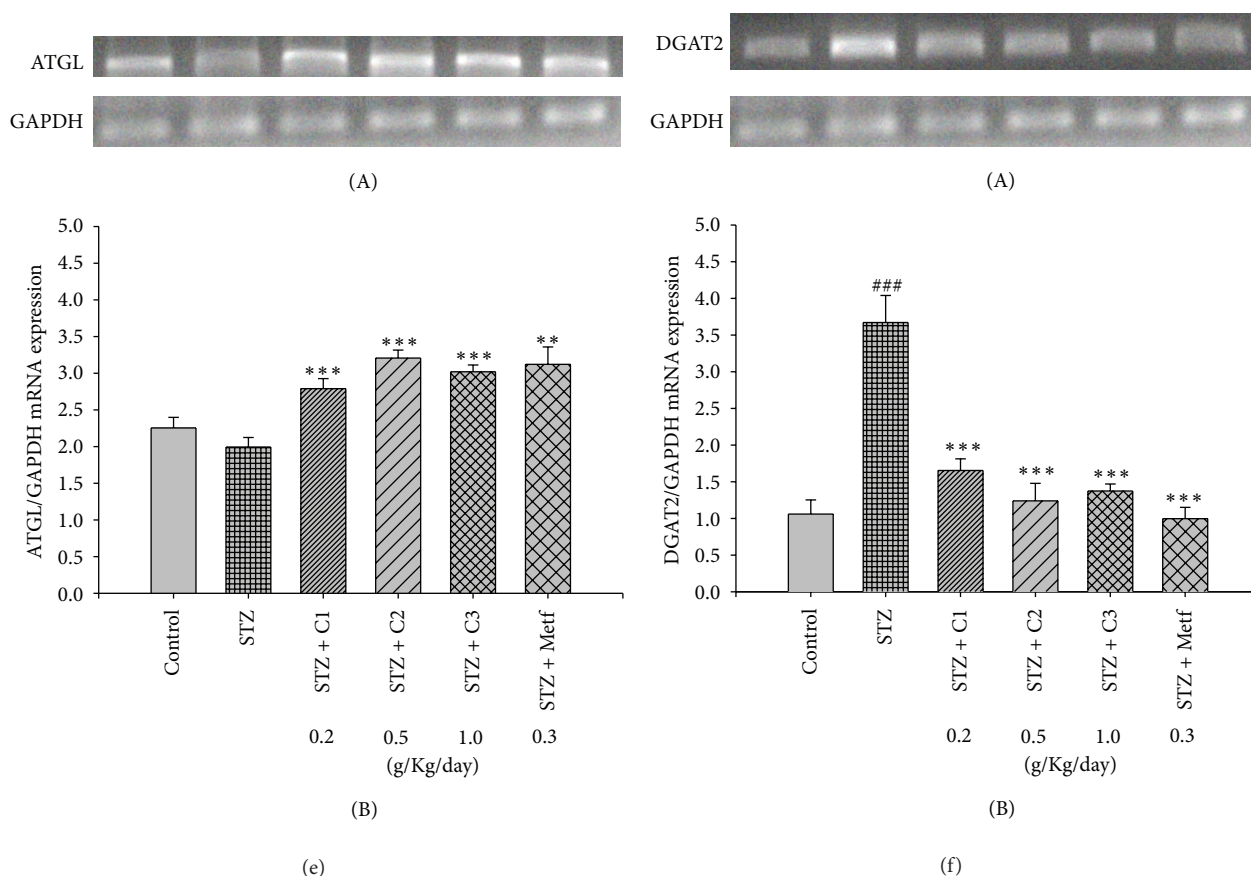 ATGL
GAPDH
(A)
ATGL/GAPDH mRNA expression
5.0
4.5
4.0
3.5
3.0
2.5
2.0
1.5
1.0
0.5
0.0
***
***
***
**
Control
STZ
STZ + C1
STZ + C2
STZ + C3
STZ + Metf
0.2 0.5 1.0 0.3
(g/Kg/day)
(B)
(e)
DGAT2
GAPDH
(A)
DGAT2/GAPDH mRNA expression
5.0
4.5
4.0
3.5
3.0
2.5
2.0
1.5
1.0
0.5
0.0
###
***
***
***
***
Control
STZ
STZ + C1
STZ + C2
STZ + C3
STZ + Metf
0.2 0.5 1.0 0.3
(g/Kg/day)
(B)
(f)